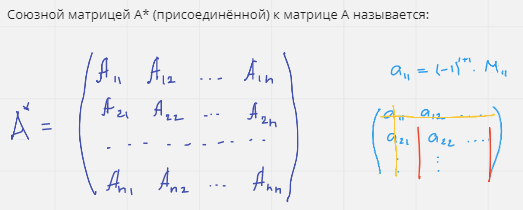 Союзной матрицей A* (присоединённой) к матрице A называется:
A* =
A₁₁ A₁₂ ... A₁ₙ
A₂₁ A₂₂ ... A₂ₙ
. . . . . . . . .
Aₙ₁ Aₙ₂ ... Aₙₙ
a₁₁ = (-1)¹⁺¹ · M₁₁
a₁₁ a₁₂ ...
a₂₁ a₂₂ ...
⋮ ⋮